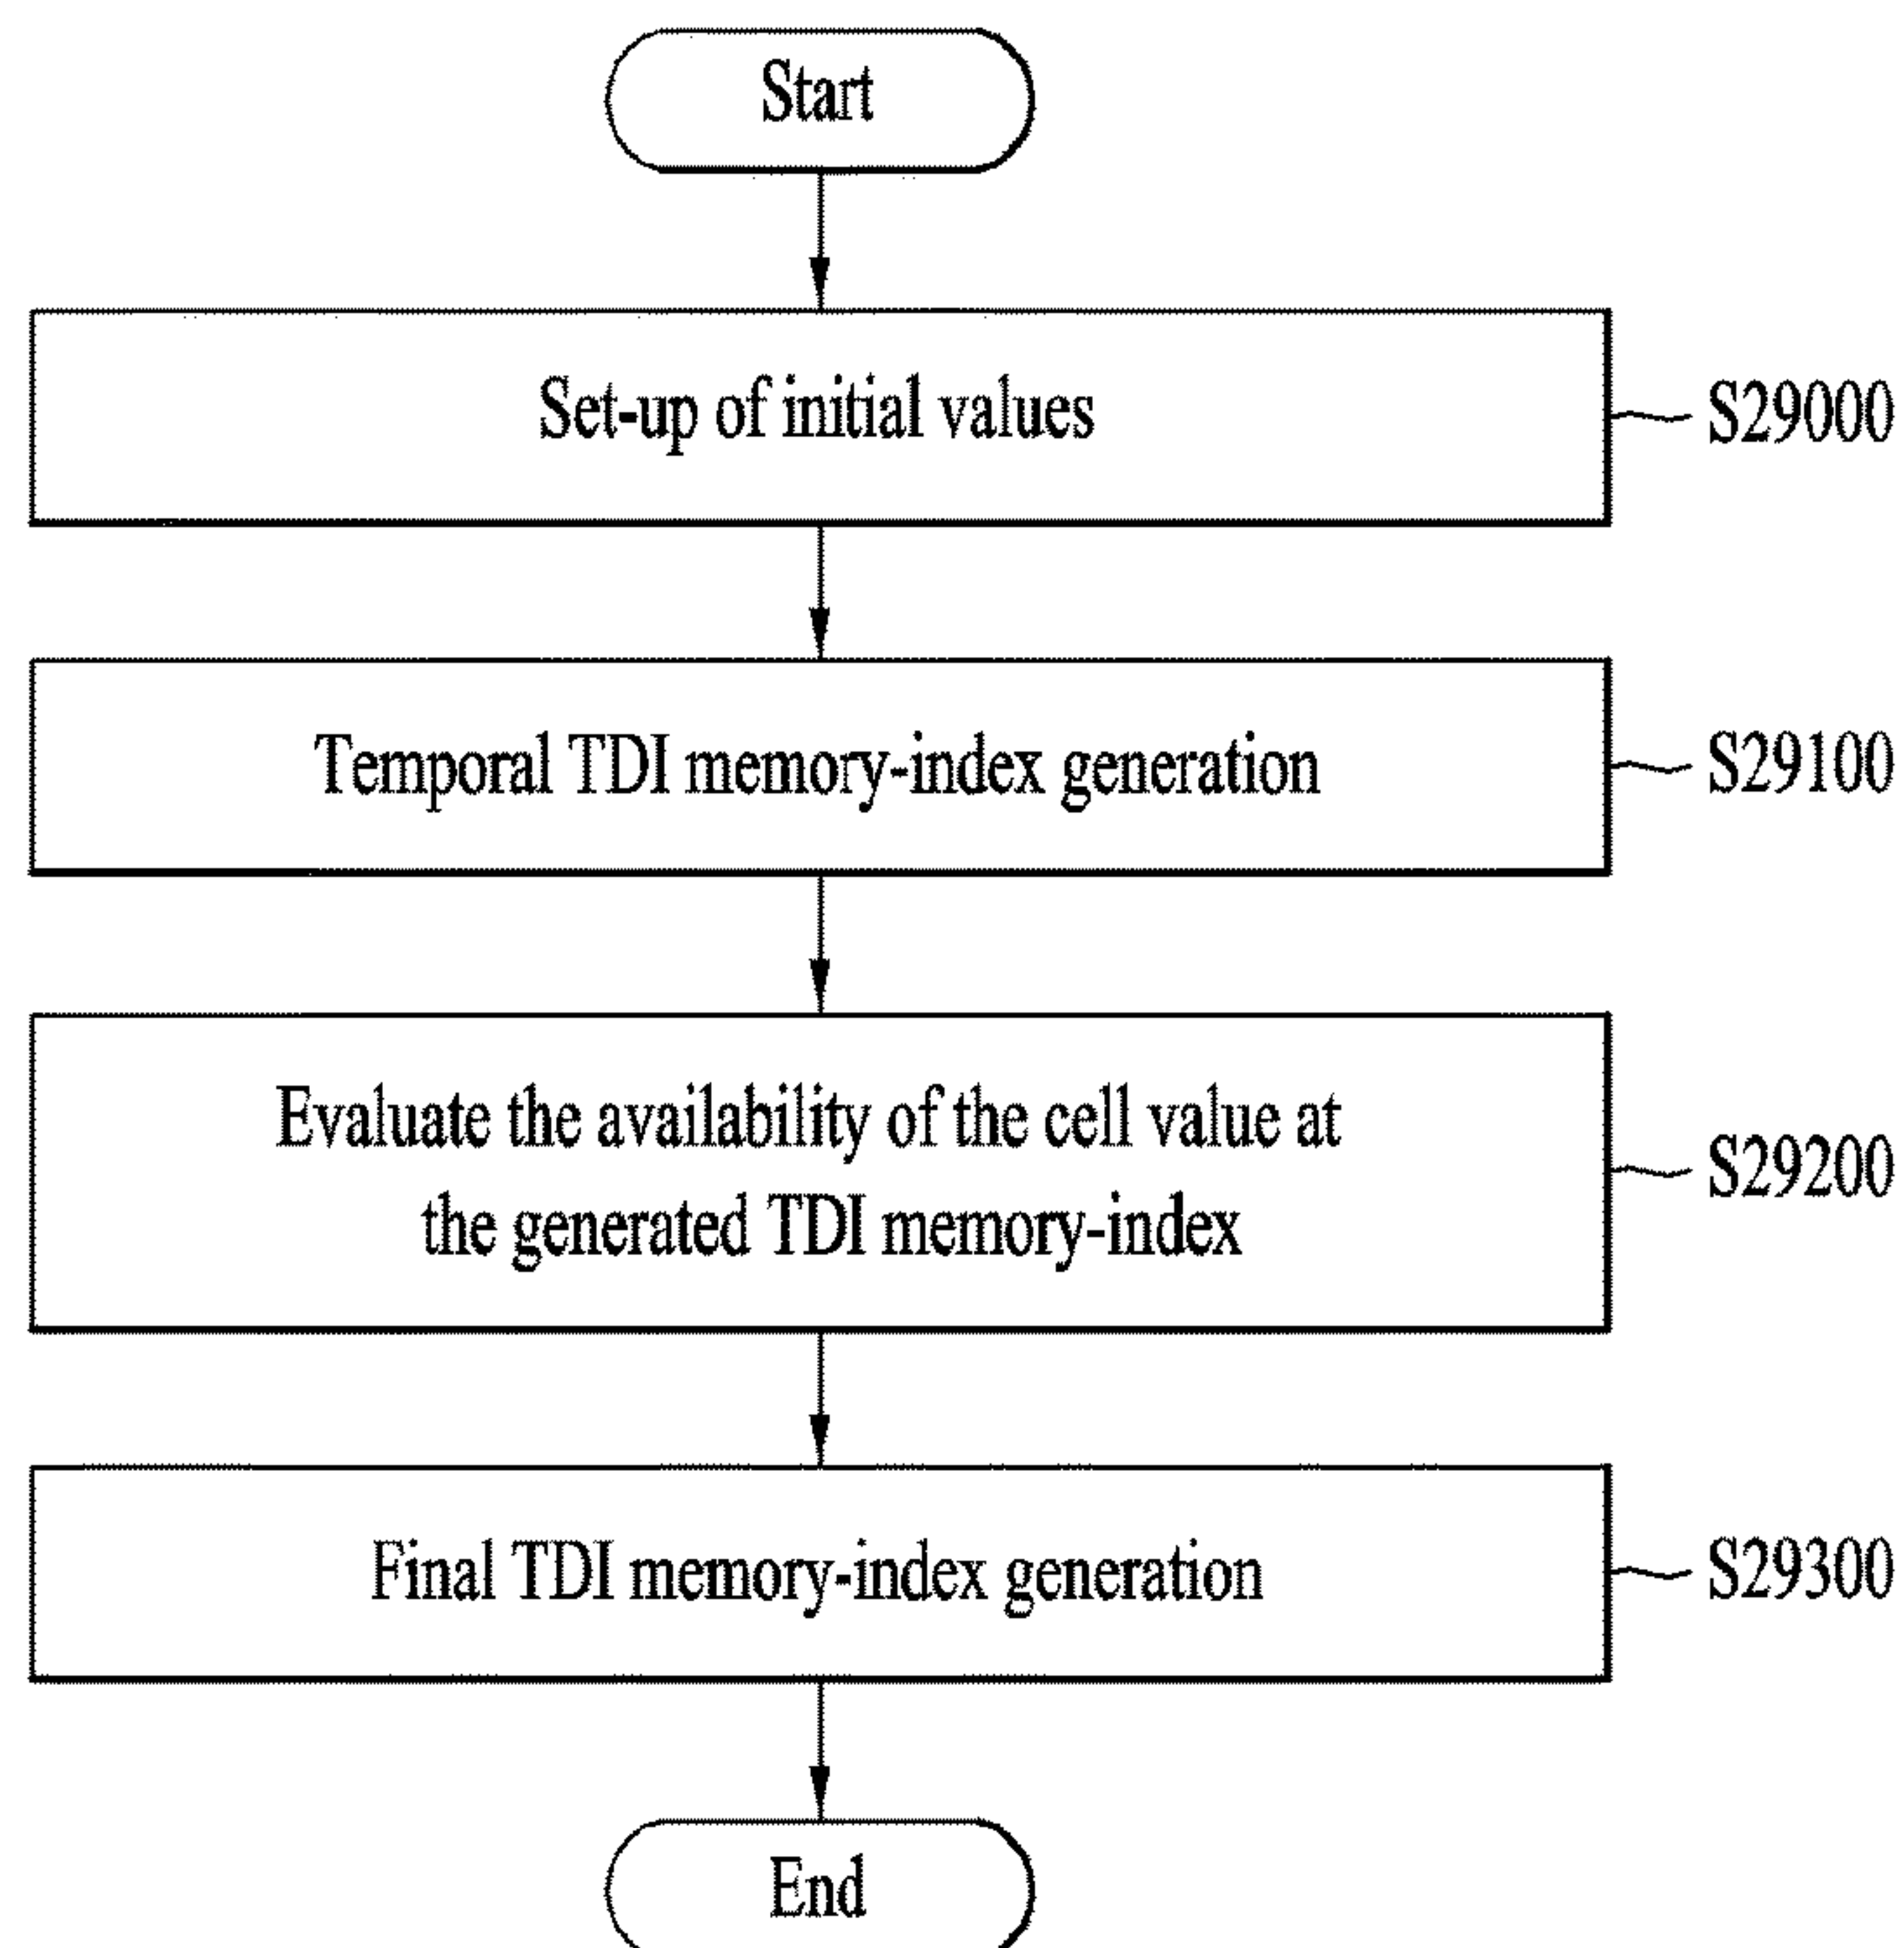 Start
Set-up of initial values
S29000
Temporal TDI memory-index generation
S29100
Evaluate the availability of the cell value at
the generated TDI memory-index
S29200
Final TDI memory-index generation
S29300
End